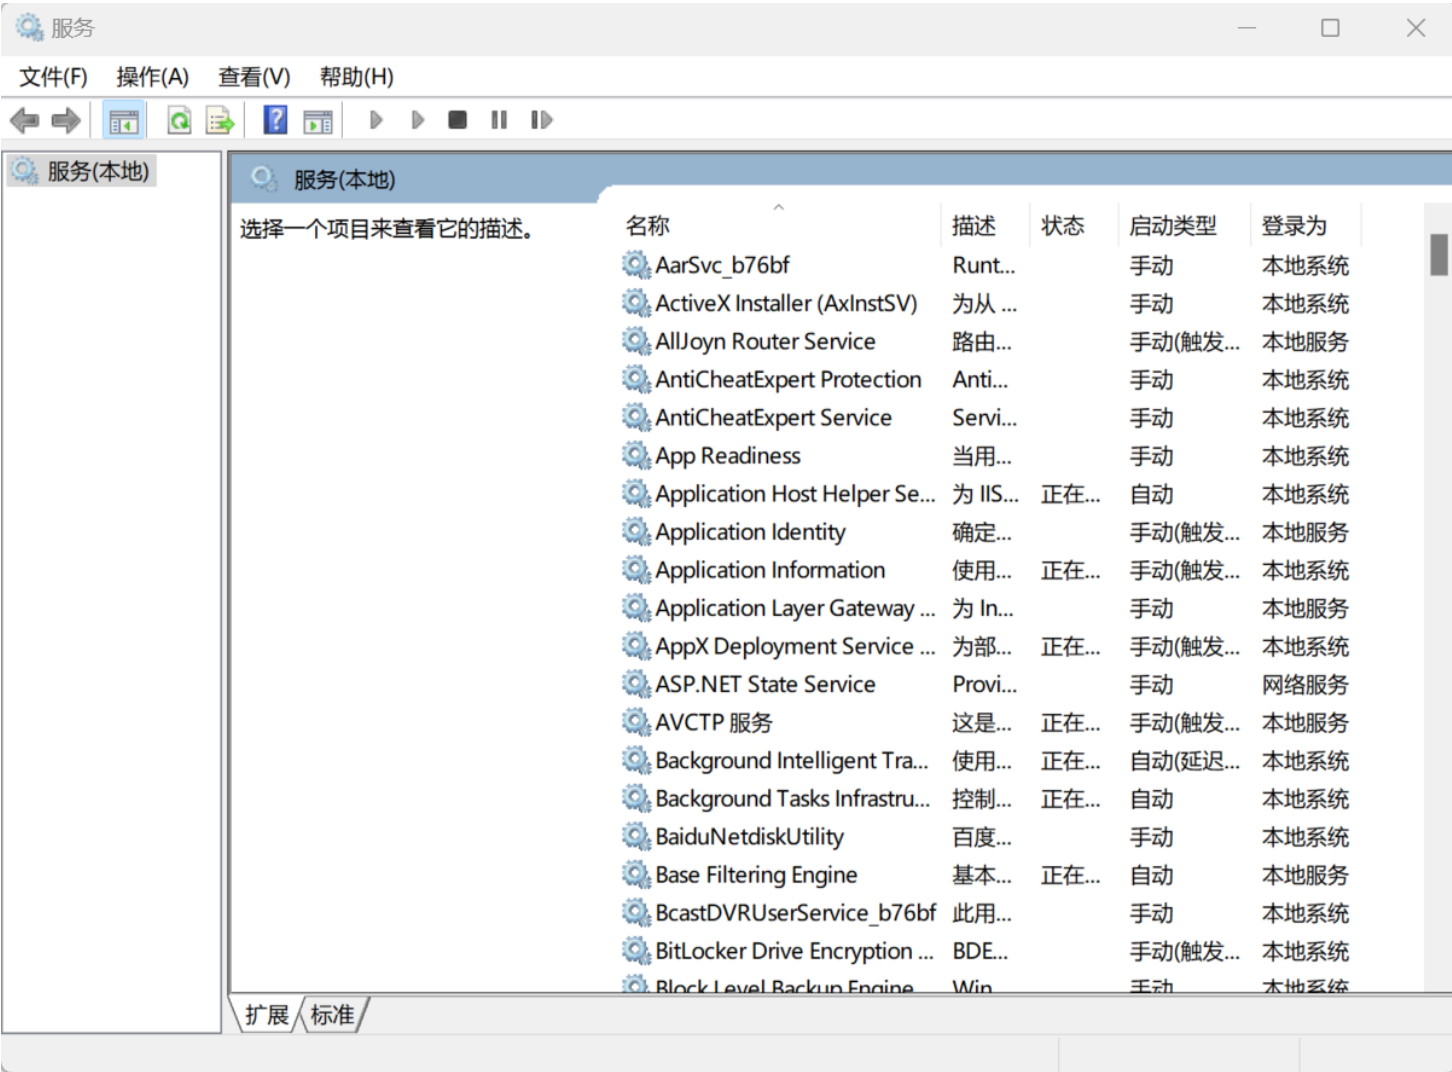 服务
文件(F) 操作(A) 查看(V) 帮助(H)
服务(本地)
服务(本地)
选择一个项目来查看它的描述。
名称 描述 状态 启动类型 登录为
AarSvc_b76bf Runt... 手动 本地系统
ActiveX Installer (AxInstSV) 为从 ... 手动 本地系统
AllJoyn Router Service 路由... 手动(触发... 本地服务
AntiCheatExpert Protection Anti... 手动 本地系统
AntiCheatExpert Service Servi... 手动 本地系统
App Readiness 当用... 手动 本地系统
Application Host Helper Se... 为 IIS... 正在... 自动 本地系统
Application Identity 确定... 手动(触发... 本地服务
Application Information 使用... 正在... 手动(触发... 本地系统
Application Layer Gateway ... 为 In... 手动 本地服务
AppX Deployment Service ... 为部... 正在... 手动(触发... 本地系统
ASP.NET State Service Provi... 手动 网络服务
AVCTP 服务 这是... 正在... 手动(触发... 本地服务
Background Intelligent Tra... 使用... 正在... 自动(延迟... 本地系统
Background Tasks Infrastru... 控制... 正在... 自动 本地系统
BaiduNetdiskUtility 百度... 手动 本地系统
Base Filtering Engine 基本... 正在... 自动 本地服务
BcastDVRUserService_b76bf 此用... 手动 本地系统
BitLocker Drive Encryption ... BDE... 手动(触发... 本地系统
Block Level Backup Engine Win 手动 本地系统
扩展 标准